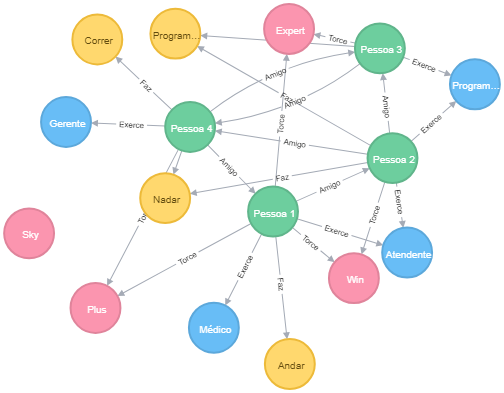 Expert
Correr
Program...
Torce
Pessoa 3
Exerce
Amigo
Program...
Faz
Faz
Amigo
Amigo
Gerente
Exerce
Pessoa 4
Torce
Exerce
Amigo
Pessoa 2
Amigo
Faz
Nadar
Amigo
Exerce
Pessoa 1
Torce
Sky
Exerce
Torce
Atendente
Torce
Exerce
Win
Faz
Plus
Médico
Andar